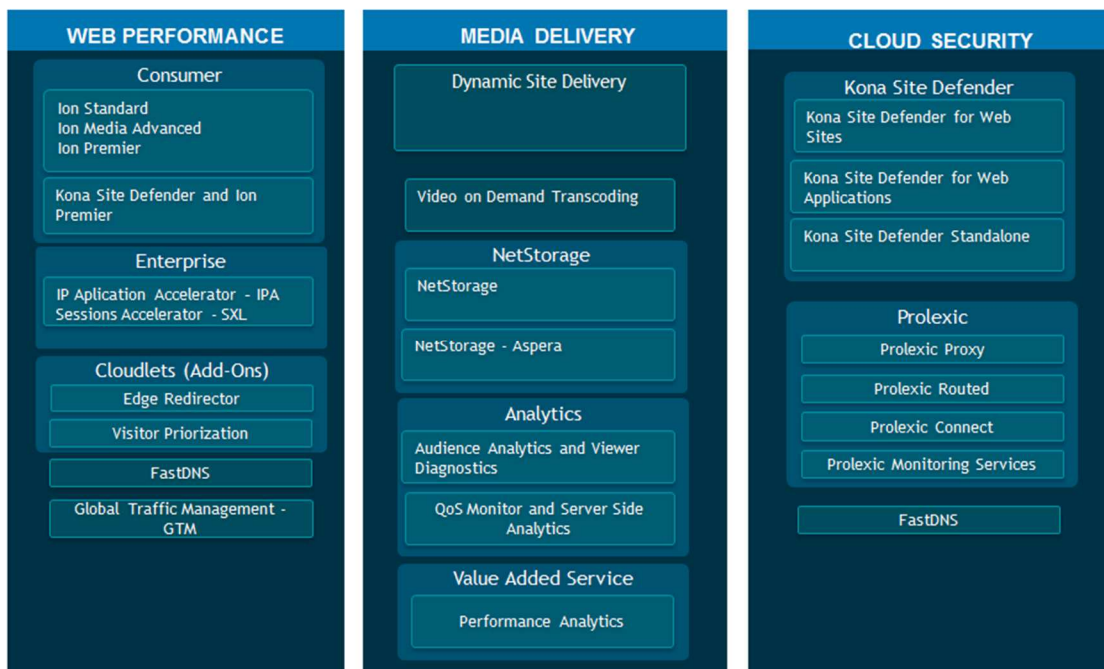 WEB PERFORMANCE
Consumer
Ion Standard
Ion Media Advanced
Ion Premier
Kona Site Defender and Ion
Premier
Enterprise
IP Aplication Accelerator - IPA
Sessions Accelerator - SXL
Cloudlets (Add-Ons)
Edge Redirector
Visitor Priorization
FastDNS
Global Traffic Management -
GTM
MEDIA DELIVERY
Dynamic Site Delivery
Video on Demand Transcoding
NetStorage
NetStorage
NetStorage - Aspera
Analytics
Audience Analytics and Viewer
Diagnostics
QoS Monitor and Server Side
Analytics
Value Added Service
Performance Analytics
CLOUD SECURITY
Kona Site Defender
Kona Site Defender for Web
Sites
Kona Site Defender for Web
Applications
Kona Site Defender Standalone
Prolexic
Prolexic Proxy
Prolexic Routed
Prolexic Connect
Prolexic Monitoring Services
FastDNS